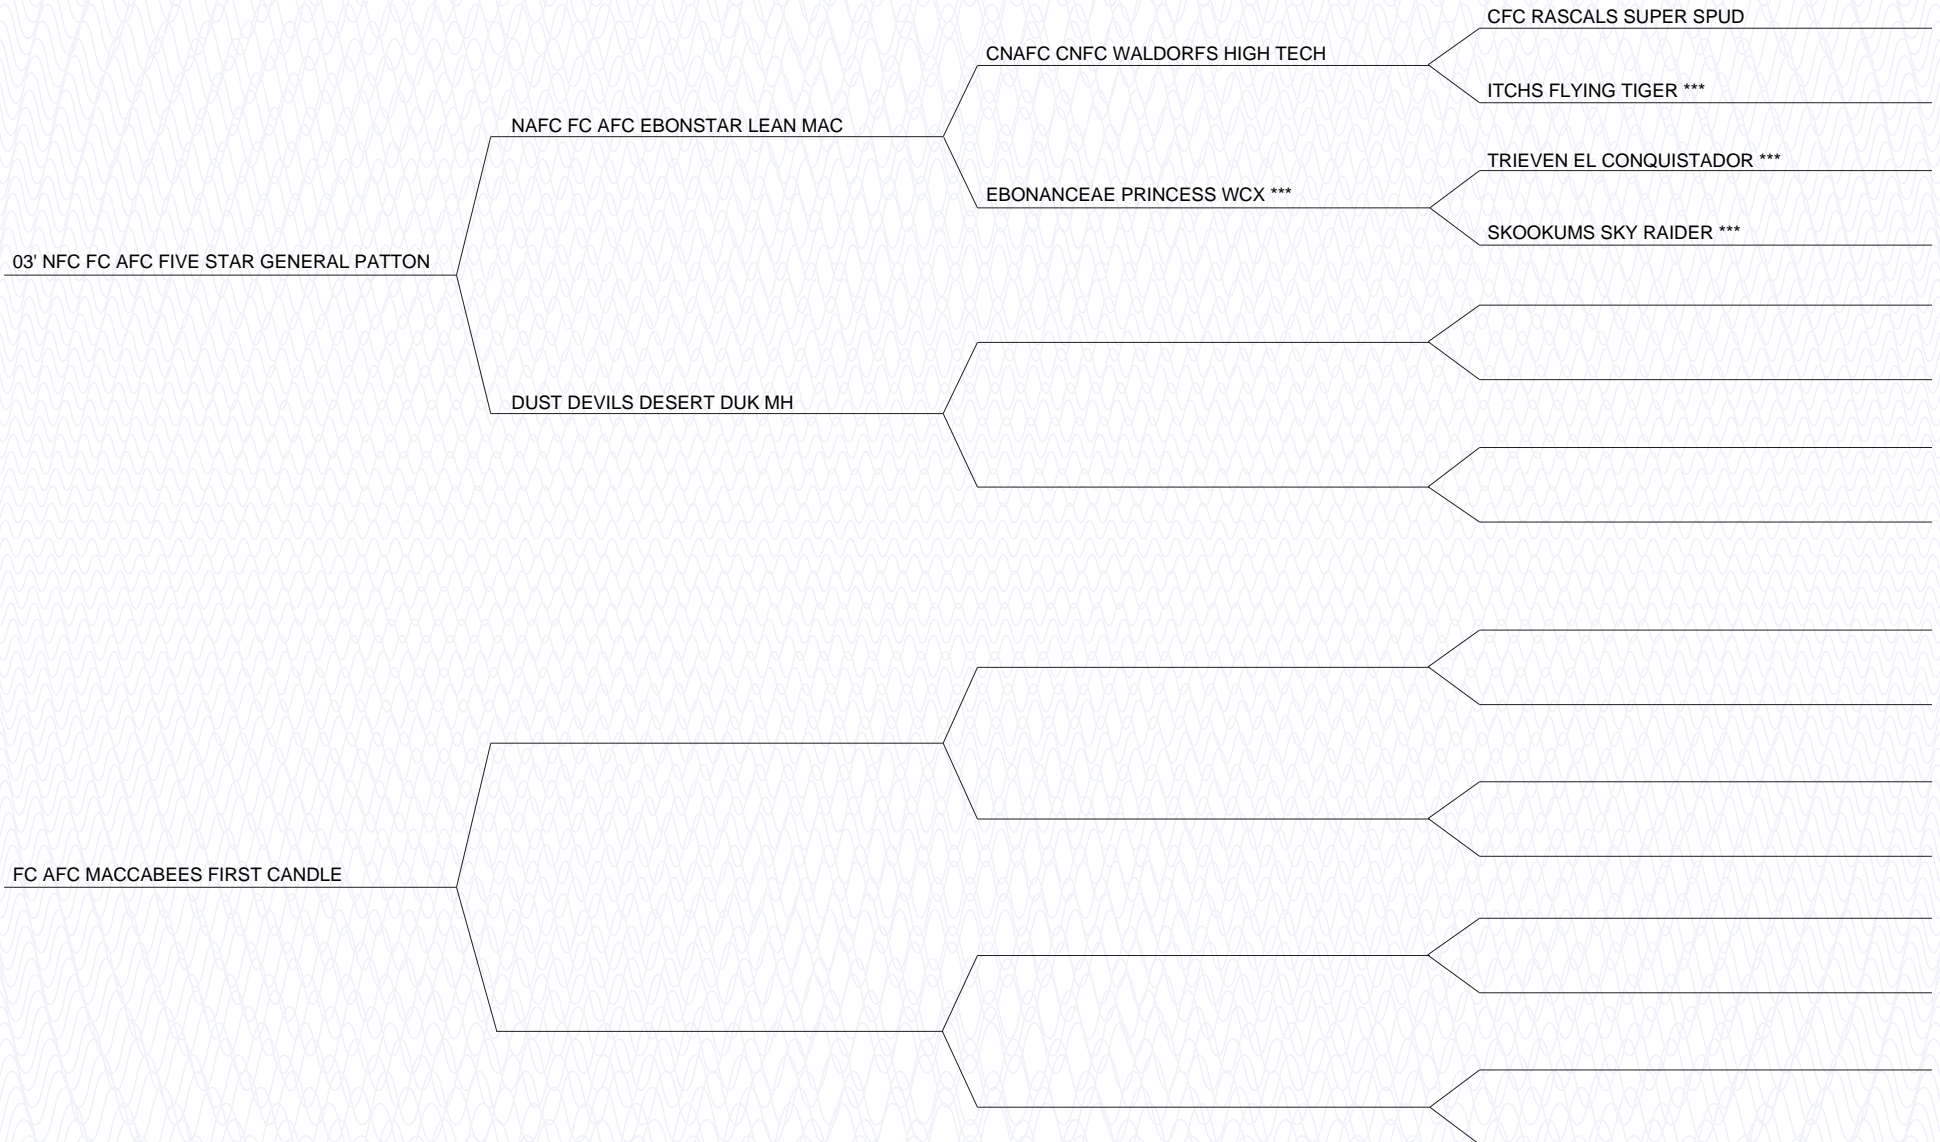 CFC RASCALS SUPER SPUD
CNAFC CNFC WALDORFS HIGH TECH
ITCHS FLYING TIGER ***
NAFC FC AFC EBONSTAR LEAN MAC
TRIEVEN EL CONQUISTADOR ***
EBONANCEAE PRINCESS WCX ***
SKOOKUMS SKY RAIDER ***
03' NFC FC AFC FIVE STAR GENERAL PATTON
DUST DEVILS DESERT DUK MH
FC AFC MACCABEES FIRST CANDLE